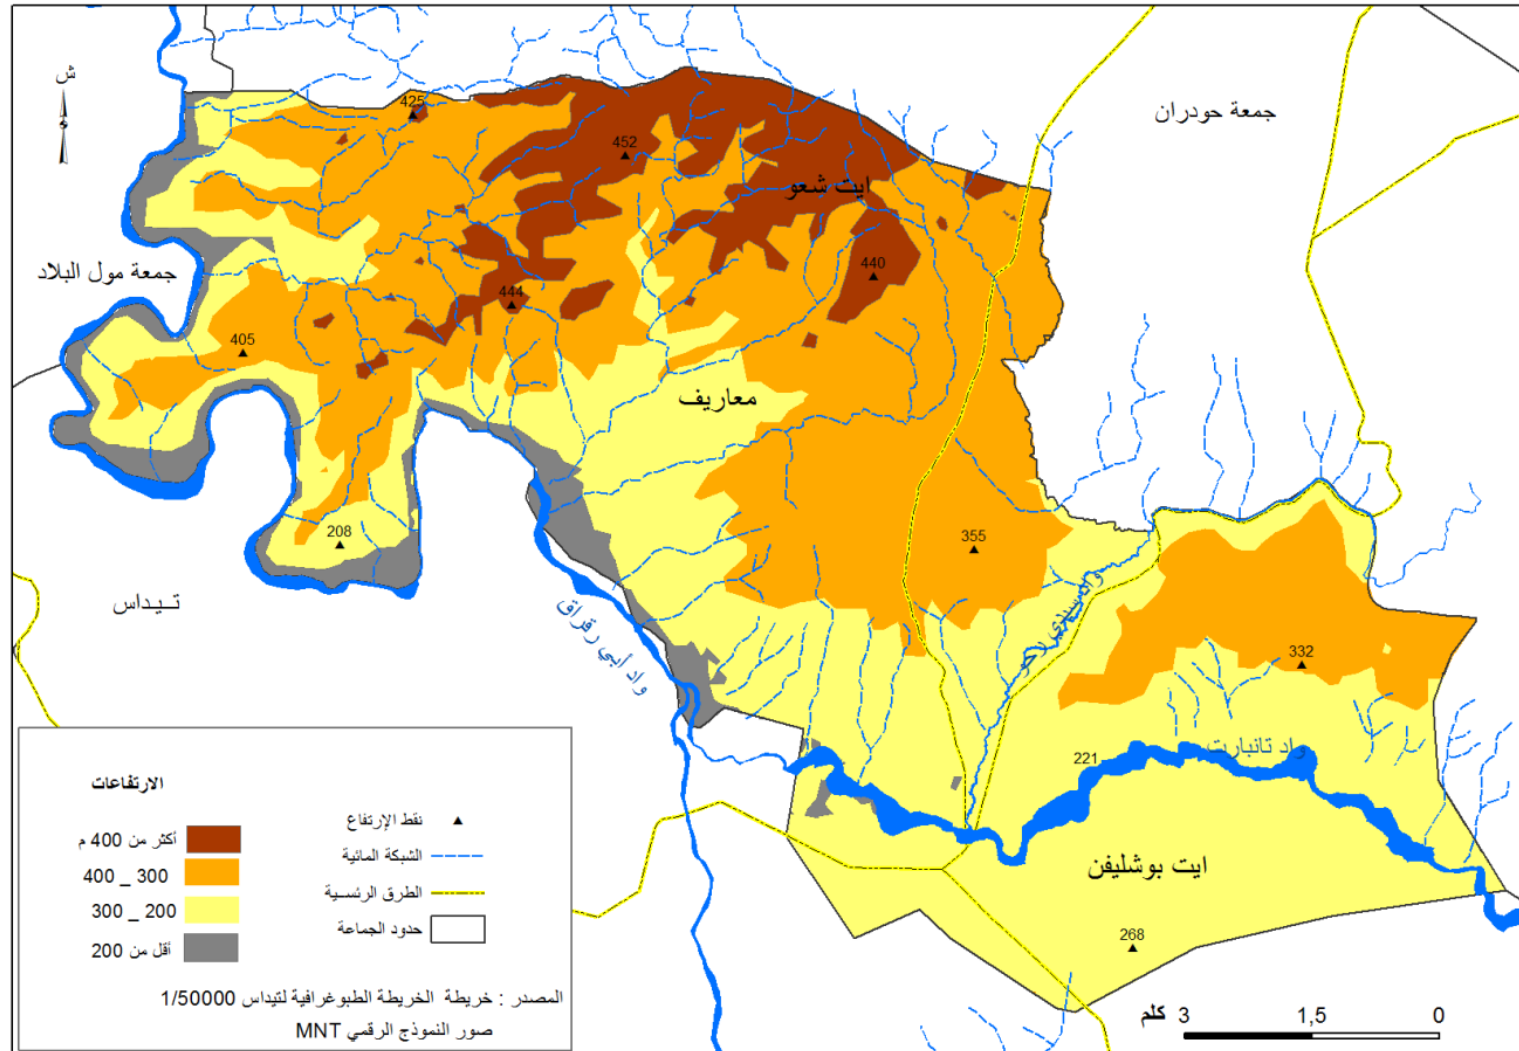 ش
جمعة حودران
425
452
ايت شعو
440
جمعة مول البلاد
444
405
معاريف
208
355
تـيـداس
واد أبي رقراق
332
221
واد تانبارت
ايت بوشليفن
268
الارتفاعات
أكثر من 400 م
300 _ 400
200 _ 300
أقل من 200
نقط الإرتفاع
الشبكة المائية
الطرق الرئسـية
حدود الجماعة
المصدر : خريطة الخريطة الطبوغرافية لتيداس 1/50000
صور النموذج الرقمي MNT
كلم 3 1,5 0